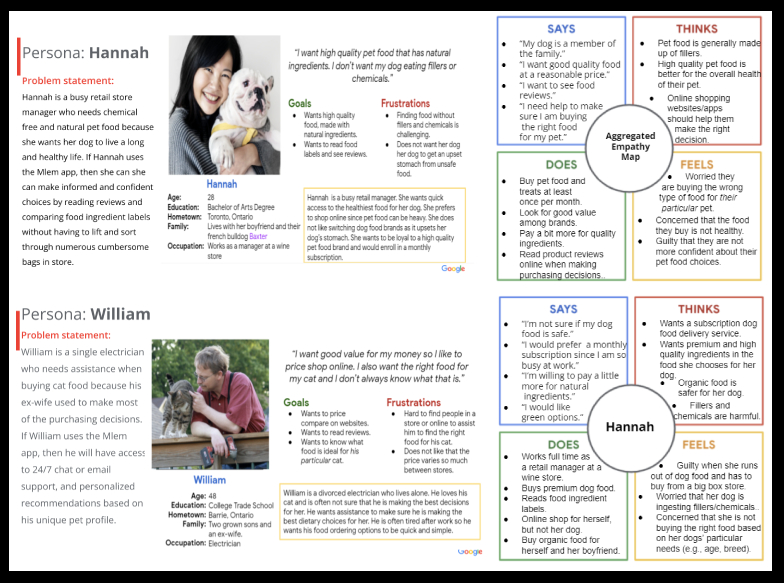 Persona: Hannah
Problem statement:
Hannah is a busy retail store
manager who needs chemical
free and natural pet food because
she wants her dog to live a long
and healthy life. If Hannah uses
the Mlem app, then she can she
can make informed and confident
choices by reading reviews and
comparing food ingredient labels
without having to lift and sort
through numerous cumbersome
bags in store.
Hannah
Age: 28
Education: Bachelor of Arts Degree
Hometown: Toronto, Ontario
Family: Lives with her boyfriend and their
french bulldog Baxter
Occupation: Works as a manager at a wine
store
"I want high quality pet food that has natural
ingredients. I don't want my dog eating fillers or
chemicals."
Goals
● Wants high
quality food,
food, made with
natural
ingredients.
● Wants to read
food labels
and see reviews.
Frustrations
● Finding food without
fillers and chemicals is
challenging.
● Does not want her dog
her dog to get an upset
stomach from unsafe
food.
Hannah is a busy retail manager. She wants quick
access to the healthiest food for her dog. She prefers
to shop online since pet food can be heavy. She does
not like switching dog food brands as it upsets her
dog's stomach. She wants to be loyal to a high quality
pet food brand and would enroll in a monthly
subscription.
Google
SAYS
● "My dog is a member of
the family."
● "I want good quality food
at a reasonable price."
● "I want to see food
reviews."
● "I need help to make
sure I am buying
the right food
for my pet."
THINKS
● Pet food is generally made
up of fillers.
● High quality pet food is
better for the overall health
of their pet.
● Online shopping
websites/apps
should help them
make the right
decision.
Aggregated
Empathy
Map
DOES
● Buy pet food and
treats at least
once per month.
● Look for good value
among brands.
● Pay a bit more for quality
ingredients.
● Read product reviews
online when making
purchasing decisions..
FEELS
● Worried they
are buying the wrong
type of food for their
particular pet.
● Concerned that the food
they buy is not healthy.
● Guilty that they are not
more confident about their
pet food choices.
Persona: William
Problem statement:
William is a single electrician
who needs assistance when
buying cat food because his
ex-wife used to make most
of the purchasing decisions.
If William uses the Mlem
app, then he will have access
to 24/7 chat or email
support, and personalized
recommendations based on
his unique pet profile.
William
Age: 48
Education: College Trade School
Hometown: Barrie, Ontario
Family: Two grown sons and
an ex-wife.
Occupation: Electrician
"I want good value for my money so I like to
price shop online. I also want the right food for
my cat and I don't always know what that is."
Goals
● Wants to price
compare on websites.
● Wants to read reviews.
● Wants to know what
food is ideal for his
particular cat.
Frustrations
● Hard to find people in a
store or online to assist
him to find the right
food for his cat.
● Does not like that the
price varies so much
between stores.
William is a divorced electrician who lives alone. He loves his
cat and is often not sure that he is making the best decisions
for her. He wants assistance to make sure he is making the
best dietary choices for her. He is often tired after work so he
wants his food ordering options to be quick and simple.
Google
SAYS
● "I'm not sure if my dog
food is safe."
● "I would prefer a monthly
subscription since I am so
busy at work."
● "I'm willing to pay a little
more for natural
ingredients."
● "I would like
green options."
THINKS
● Wants a subscription dog
food delivery service.
● Wants premium and high
quality ingredients in the
food she chooses for her
dog.
● Organic food is
safer for her dog.
● Fillers and
chemicals are harmful.
Hannah
DOES
● Works full time as
a retail manager at a
wine store.
● Buys premium dog food.
● Reads food ingredient
labels.
● Online shop for herself,
but not her dog.
● Buy organic food for
herself and her boyfriend.
FEELS
● Guilty when she runs
out of dog food and has to
buy from a big box store.
● Worried that her dog is
ingesting fillers/chemicals..
● Concerned that she is not
buying the right food based
on her dogs' particular
needs (e.g., age, breed).